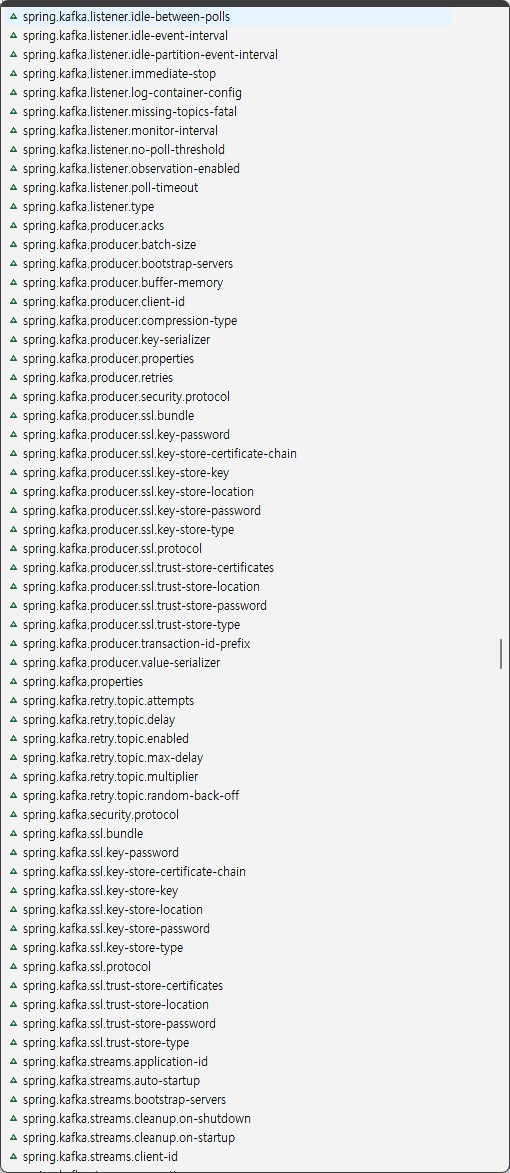 spring.kafka.listener.idle-between-polls
spring.kafka.listener.idle-event-interval
spring.kafka.listener.idle-partition-event-interval
spring.kafka.listener.immediate-stop
spring.kafka.listener.log-container-config
spring.kafka.listener.missing-topics-fatal
spring.kafka.listener.monitor-interval
spring.kafka.listener.no-poll-threshold
spring.kafka.listener.observation-enabled
spring.kafka.listener.poll-timeout
spring.kafka.listener.type
spring.kafka.producer.acks
spring.kafka.producer.batch-size
spring.kafka.producer.bootstrap-servers
spring.kafka.producer.buffer-memory
spring.kafka.producer.client-id
spring.kafka.producer.compression-type
spring.kafka.producer.key-serializer
spring.kafka.producer.properties
spring.kafka.producer.retries
spring.kafka.producer.security.protocol
spring.kafka.producer.ssl.bundle
spring.kafka.producer.ssl.key-password
spring.kafka.producer.ssl.key-store-certificate-chain
spring.kafka.producer.ssl.key-store-key
spring.kafka.producer.ssl.key-store-location
spring.kafka.producer.ssl.key-store-password
spring.kafka.producer.ssl.key-store-type
spring.kafka.producer.ssl.protocol
spring.kafka.producer.ssl.trust-store-certificates
spring.kafka.producer.ssl.trust-store-location
spring.kafka.producer.ssl.trust-store-password
spring.kafka.producer.ssl.trust-store-type
spring.kafka.producer.transaction-id-prefix
spring.kafka.producer.value-serializer
spring.kafka.properties
spring.kafka.retry.topic.attempts
spring.kafka.retry.topic.delay
spring.kafka.retry.topic.enabled
spring.kafka.retry.topic.max-delay
spring.kafka.retry.topic.multiplier
spring.kafka.retry.topic.random-back-off
spring.kafka.security.protocol
spring.kafka.ssl.bundle
spring.kafka.ssl.key-password
spring.kafka.ssl.key-store-certificate-chain
spring.kafka.ssl.key-store-key
spring.kafka.ssl.key-store-location
spring.kafka.ssl.key-store-password
spring.kafka.ssl.key-store-type
spring.kafka.ssl.protocol
spring.kafka.ssl.trust-store-certificates
spring.kafka.ssl.trust-store-location
spring.kafka.ssl.trust-store-password
spring.kafka.ssl.trust-store-type
spring.kafka.streams.application-id
spring.kafka.streams.auto-startup
spring.kafka.streams.bootstrap-servers
spring.kafka.streams.cleanup.on-shutdown
spring.kafka.streams.cleanup.on-startup
spring.kafka.streams.client-id